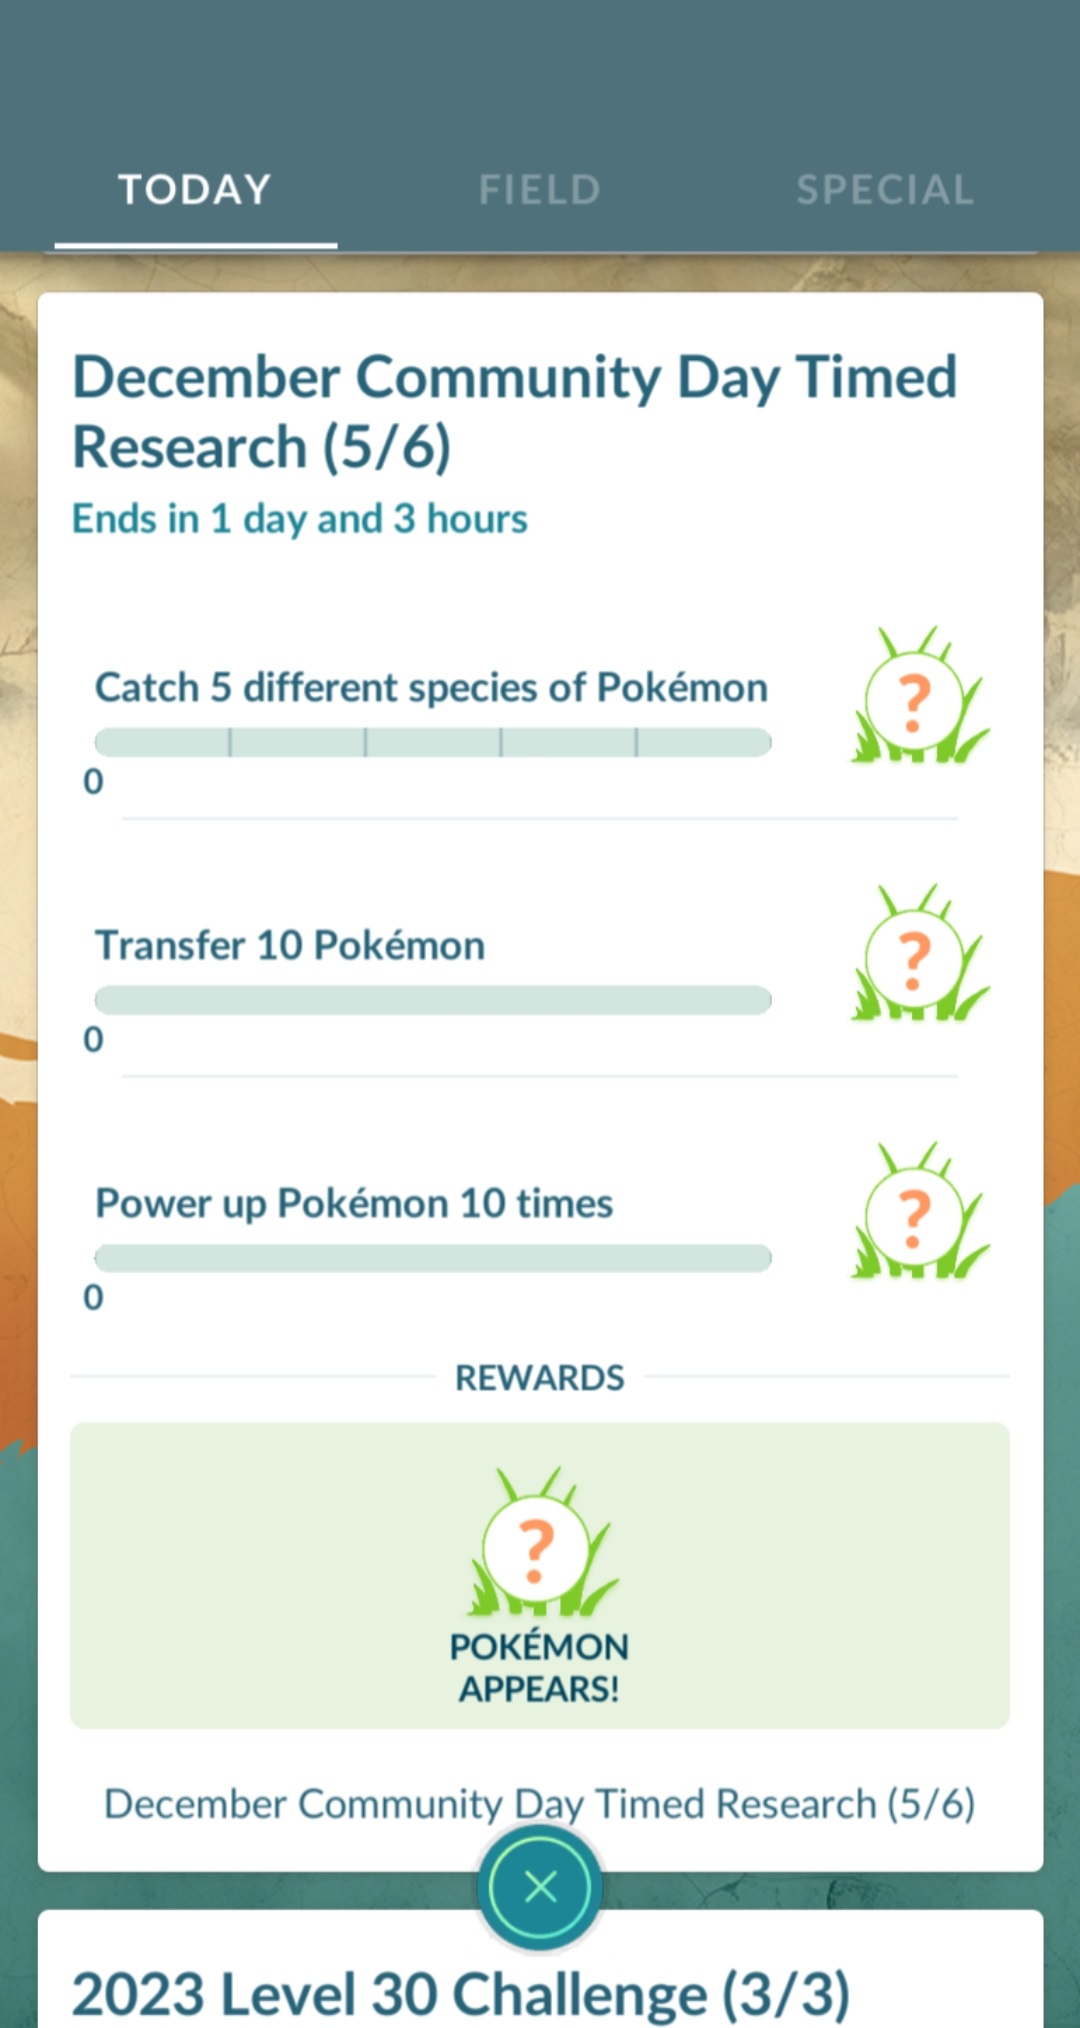 TODAY FIELD SPECIAL
December Community Day Timed
Research (5/6)
Ends in 1 day and 3 hours
Catch 5 different species of Pokémon
?
0
Transfer 10 Pokémon
?
0
Power up Pokémon 10 times
?
0
REWARDS
?
POKÉMON
APPEARS!
December Community Day Timed Research (5/6)
2023 Level 30 Challenge (3/3)